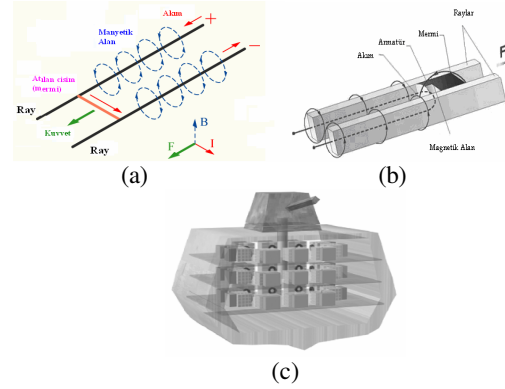 Akım
+
Manyetik
Alan
−
Atılan cisim
(mermi)
Ray
Kuvvet
Ray
B
F
I
(a)
Raylar
Mermi
Armatür
Akım
F
Magnetik Alan
(b)
(c)